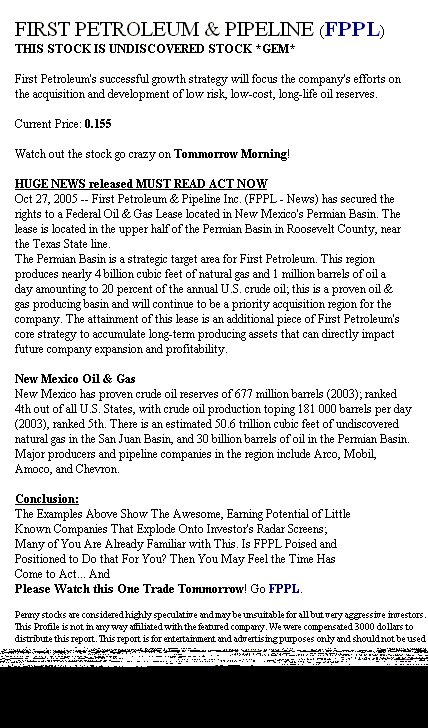 FIRST PETROLEUM & PIPELINE (FPPL)
THIS STOCK IS UNDISCOVERED STOCK *GEM*
First Petroleum's successful growth strategy will focus the company's efforts on
the acquisition and development of low risk, low-cost, long-life oil reserves.
Current Price: 0.155
Watch out the stock go crazy on Tommorrow Morning!
HUGE NEWS released MUST READ ACT NOW
Oct 27, 2005 -- First Petroleum & Pipeline Inc. (FPPL - News) has secured the
rights to a Federal Oil & Gas Lease located in New Mexico's Permian Basin. The
lease is located in the upper half of the Permian Basin in Roosevelt County, near
the Texas State line.
The Permian Basin is a strategic target area for First Petroleum. This region
produces nearly 4 billion cubic feet of natural gas and 1 million barrels of oil a
day amounting to 20 percent of the annual U.S. crude oil; this is a proven oil &
gas producing basin and will continue to be a priority acquisition region for the
company. The attainment of this lease is an additional piece of First Petroleum's
core strategy to accumulate long-term producing assets that can directly impact
future company expansion and profitability.
New Mexico Oil & Gas
New Mexico has proven crude oil reserves of 677 million barrels (2003); ranked
4th out of all U.S. States, with crude oil production toping 181 000 barrels per day
(2003), ranked 5th. There is an estimated 50.6 trillion cubic feet of undiscovered
natural gas in the San Juan Basin, and 30 billion barrels of oil in the Permian Basin.
Major producers and pipeline companies in the region include Arco, Mobil,
Amoco, and Chevron.
Conclusion:
The Examples Above Show The Awesome, Earning Potential of Little
Known Companies That Explode Onto Investor's Radar Screens;
Many of You Are Already Familiar with This. Is FPPL Poised and
Positioned to Do that For You? Then You May Feel the Time Has
Come to Act... And
Please Watch this One Trade Tommorrow! Go FPPL.
Penny stocks are considered highly speculative and may be unsuitable for all but very aggressive investors.
This Profile is not in any way affiliated with the featured company. We were compensated 3000 dollars to
distribute this report. This report is for entertainment and advertising purposes only and should not be used